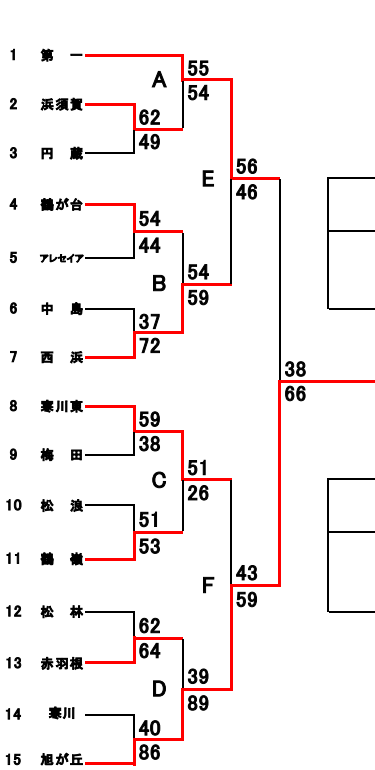 1 第一
A
55
54
2 浜須賀
62
49
3 円蔵
E
56
46
4 鶴が台
54
44
5 アレセイア
B
54
59
6 中島
37
72
7 西浜
38
66
8 寒川東
59
38
9 梅田
C
51
26
10 松浪
51
53
11 鶴嶺
F
43
59
12 松林
62
64
13 赤羽根
D
39
89
14 寒川
40
86
15 旭が丘